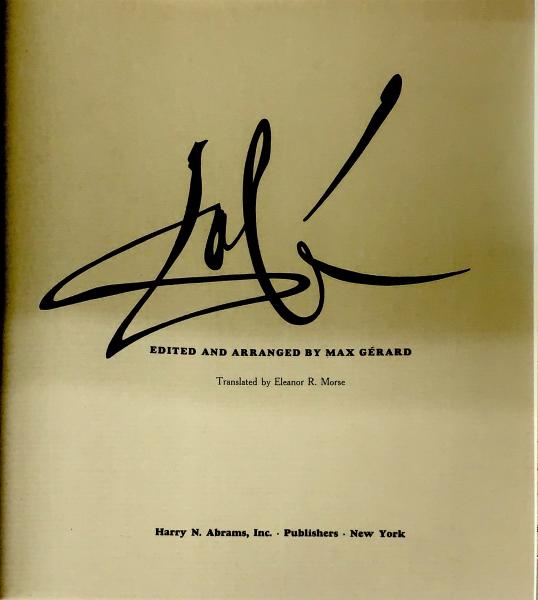 Dalí
EDITED AND ARRANGED BY MAX GÉRARD
Translated by Eleanor R. Morse
Harry N. Abrams, Inc. · Publishers · New York